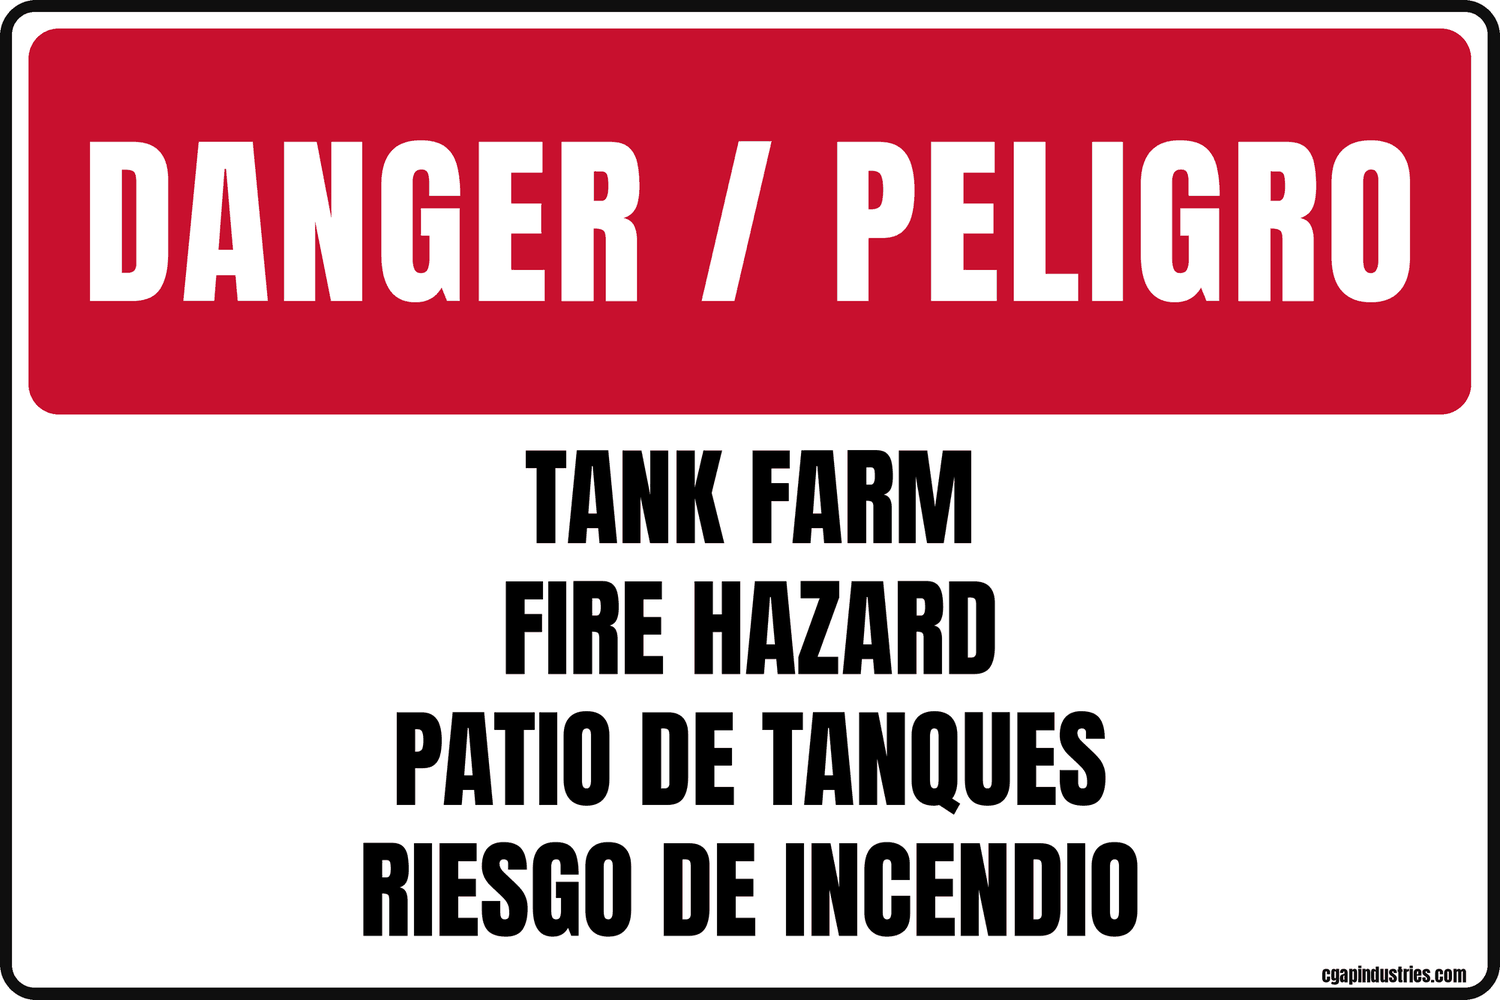 DANGER / PELIGRO
TANK FARM
FIRE HAZARD
PATIO DE TANQUES
RIESGO DE INCENDIO
cgapindustries.com